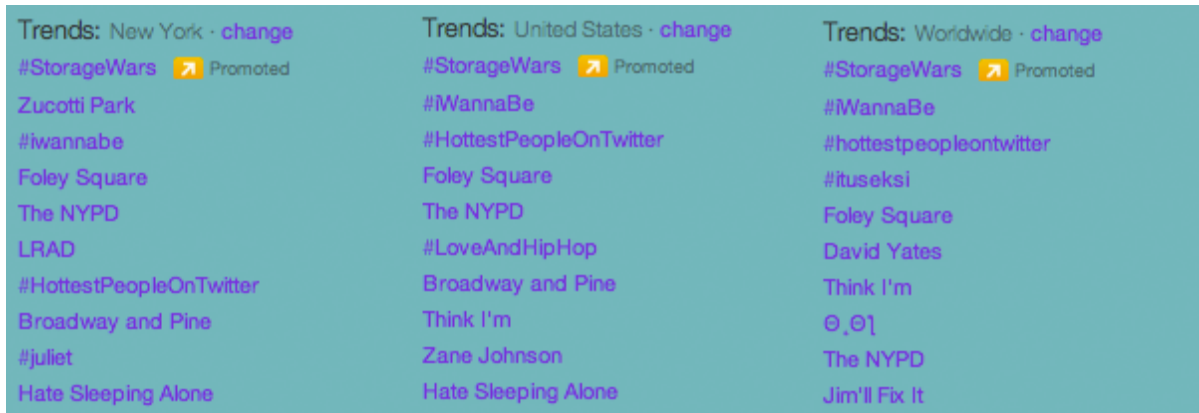 Trends: New York · change
#StorageWars Promoted
Zucotti Park
#iwannabe
Foley Square
The NYPD
LRAD
#HottestPeopleOnTwitter
Broadway and Pine
#juliet
Hate Sleeping Alone
Trends: United States · change
#StorageWars Promoted
#iWannaBe
#HottestPeopleOnTwitter
Foley Square
The NYPD
#LoveAndHipHop
Broadway and Pine
Think I'm
Zane Johnson
Hate Sleeping Alone
Trends: Worldwide · change
#StorageWars Promoted
#iWannaBe
#hottestpeopleontwitter
#ituseksi
Foley Square
David Yates
Think I'm
The NYPD
Jim'll Fix It